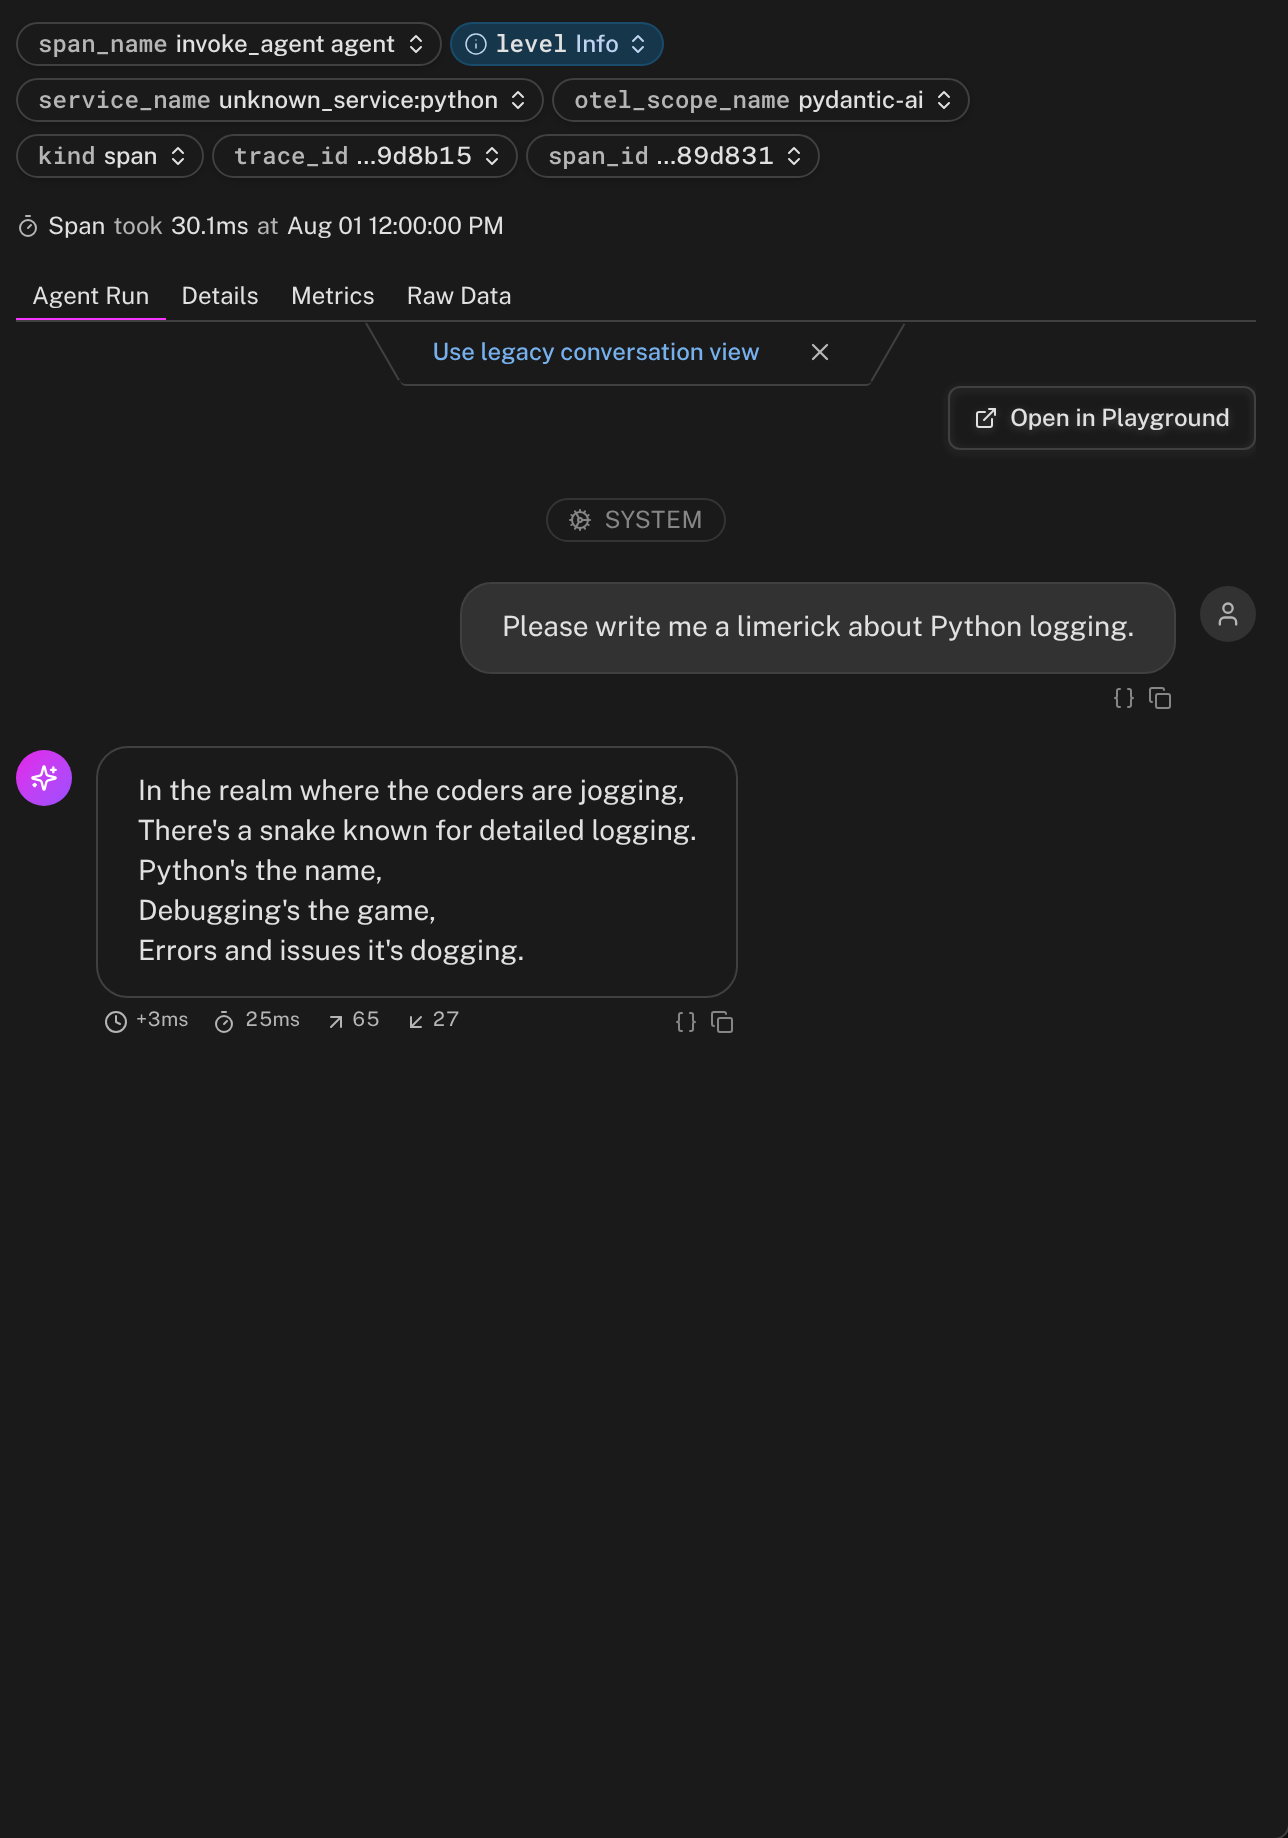 span_name invoke_agent agent
level Info
service_name unknown_service:python
otel_scope_name pydantic-ai
kind span
trace_id ...9d8b15
span_id ...89d831
Span took 30.1ms at Aug 01 12:00:00 PM
Agent Run
Details
Metrics
Raw Data
Use legacy conversation view
Open in Playground
SYSTEM
Please write me a limerick about Python logging.
{}
In the realm where the coders are jogging,
There's a snake known for detailed logging.
Python's the name,
Debugging's the game,
Errors and issues it's dogging.
+3ms
25ms
65
27
{}